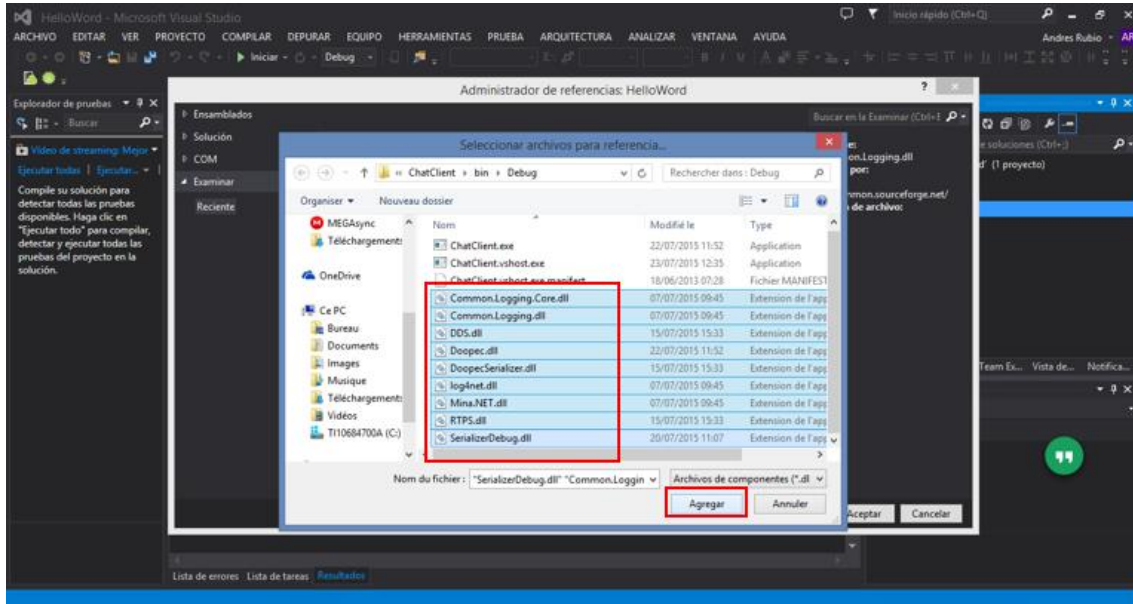 HelloWord - Microsoft Visual Studio
Inicio rápido (Ctrl+Q)
ARCHIVO EDITAR VER PROYECTO COMPILAR DEPURAR EQUIPO HERRAMIENTAS PRUEBA ARQUITECTURA ANALIZAR VENTANA AYUDA
Andres Rubio
AR
Iniciar Debug
Administrador de referencias: HelloWord
Explorador de pruebas
Buscar
Vídeo de streaming: Mejor
Ejecutar todas | Ejecutar...
Compile su solución para
detectar todas las pruebas
disponibles. Haga clic en
"Ejecutar todo" para compilar,
detectar y ejecutar todas las
pruebas del proyecto en la
solución.
Ensamblados
Solución
COM
Examinar
Reciente
Buscar en la Examinar (Ctrl+E
on.Logging.dll
por:
mmon.sourceforge.net/
de archivo:
e soluciones (Ctrl+;)
d' (1 proyecto)
Seleccionar archivos para referencia...
« ChatClient › bin › Debug
Rechercher dans : Debug
Organiser Nouveau dossier
MEGAsync
Téléchargements
OneDrive
Ce PC
Bureau
Documents
Images
Musique
Téléchargements
Vidéos
TI10684700A (C:)
Nom Modifié le Type
ChatClient.exe 22/07/2015 11:52 Application
ChatClient.vshost.exe 23/07/2015 12:35 Application
ChatClient.vshost.exe.manifest 18/06/2013 07:28 Fichier MANIFEST
Common.Logging.Core.dll 07/07/2015 09:45 Extension de l'app
Common.Logging.dll 07/07/2015 09:45 Extension de l'app
DDS.dll 15/07/2015 15:33 Extension de l'app
Doopec.dll 22/07/2015 11:52 Extension de l'app
DoopecSerializer.dll 15/07/2015 15:33 Extension de l'app
log4net.dll 07/07/2015 09:45 Extension de l'app
Mina.NET.dll 07/07/2015 09:45 Extension de l'app
RTPS.dll 15/07/2015 15:33 Extension de l'app
SerializerDebug.dll 20/07/2015 11:07 Extension de l'app
Nom du fichier : "SerializerDebug.dll" "Common.Loggin
Archivos de componentes (*.dl
Agregar Annuler
Aceptar Cancelar
Team Ex... Vista de... Notifica...
Lista de errores Lista de tareas Resultados